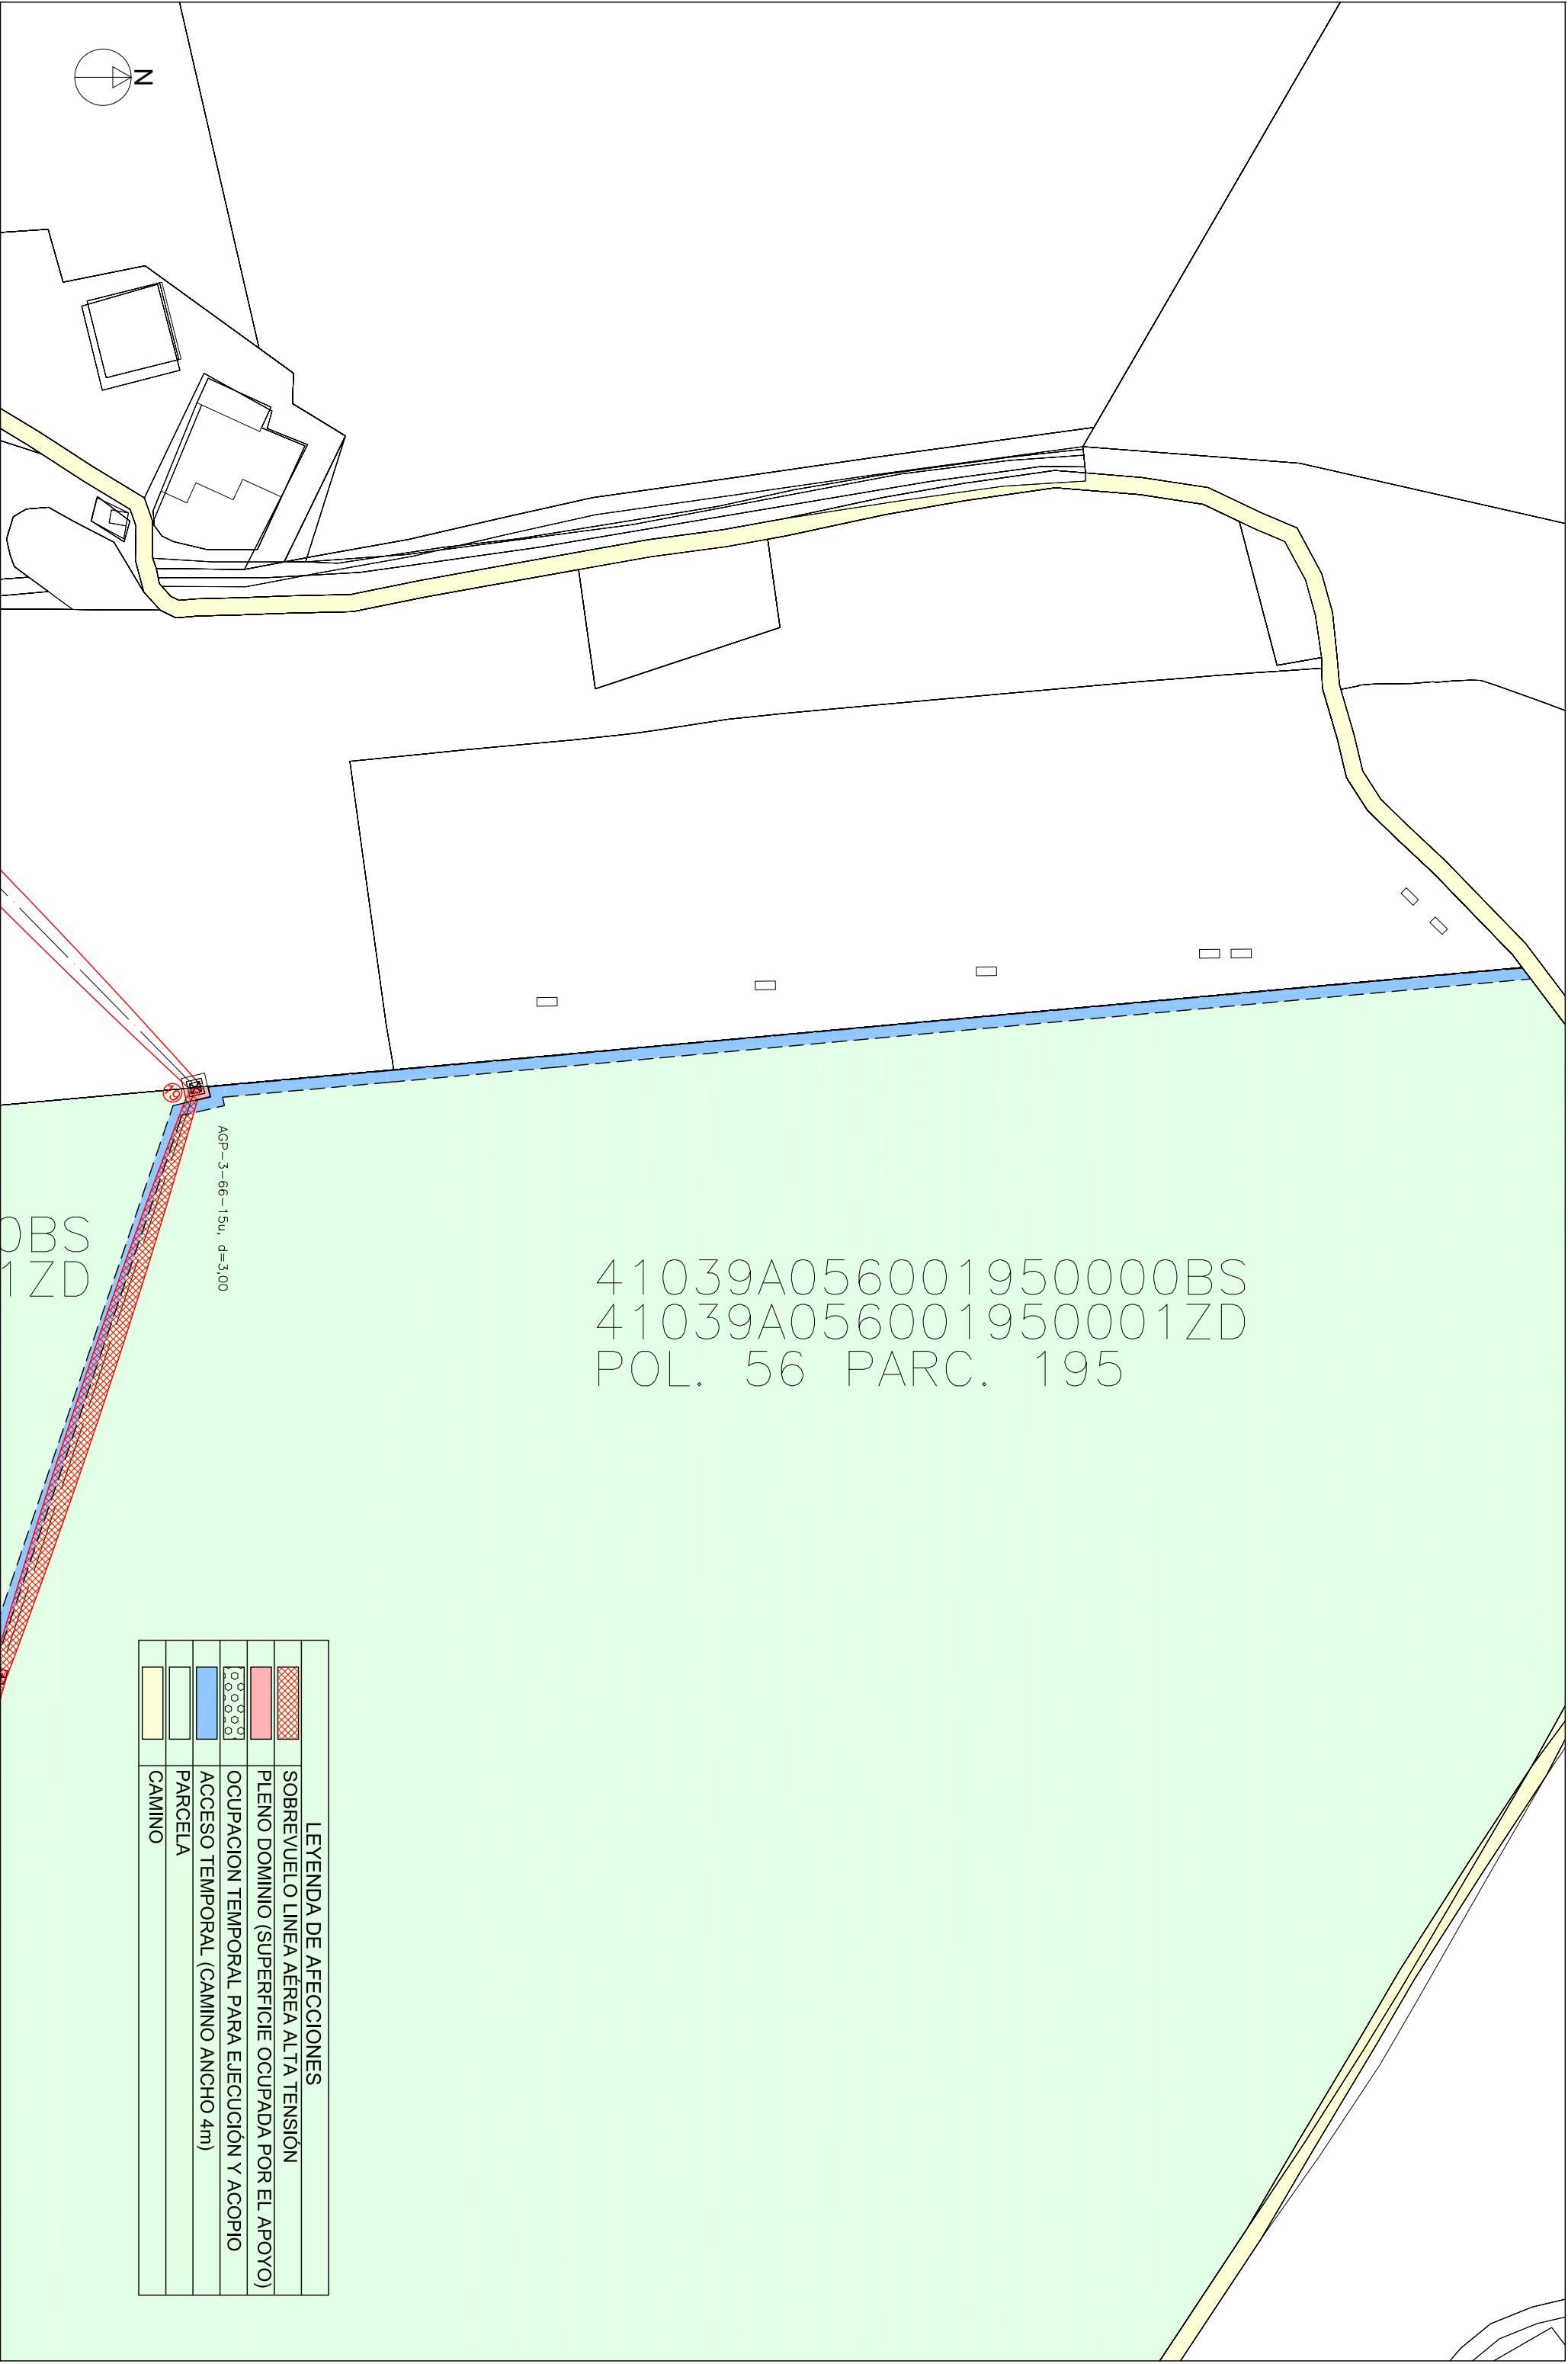 N
41039A056001950000BS
41039A056001950001ZD
POL. 56 PARC. 195
0BS
1ZD
AGP-3-66-15u, d=3,00
LEYENDA DE AFECCIONES
SOBREVUELO LINEA AÉREA ALTA TENSIÓN
PLENO DOMINIO (SUPERFICIE OCUPADA POR EL APOYO)
OCUPACION TEMPORAL PARA EJECUCIÓN Y ACOPIO
ACCESO TEMPORAL (CAMINO ANCHO 4m)
PARCELA
CAMINO